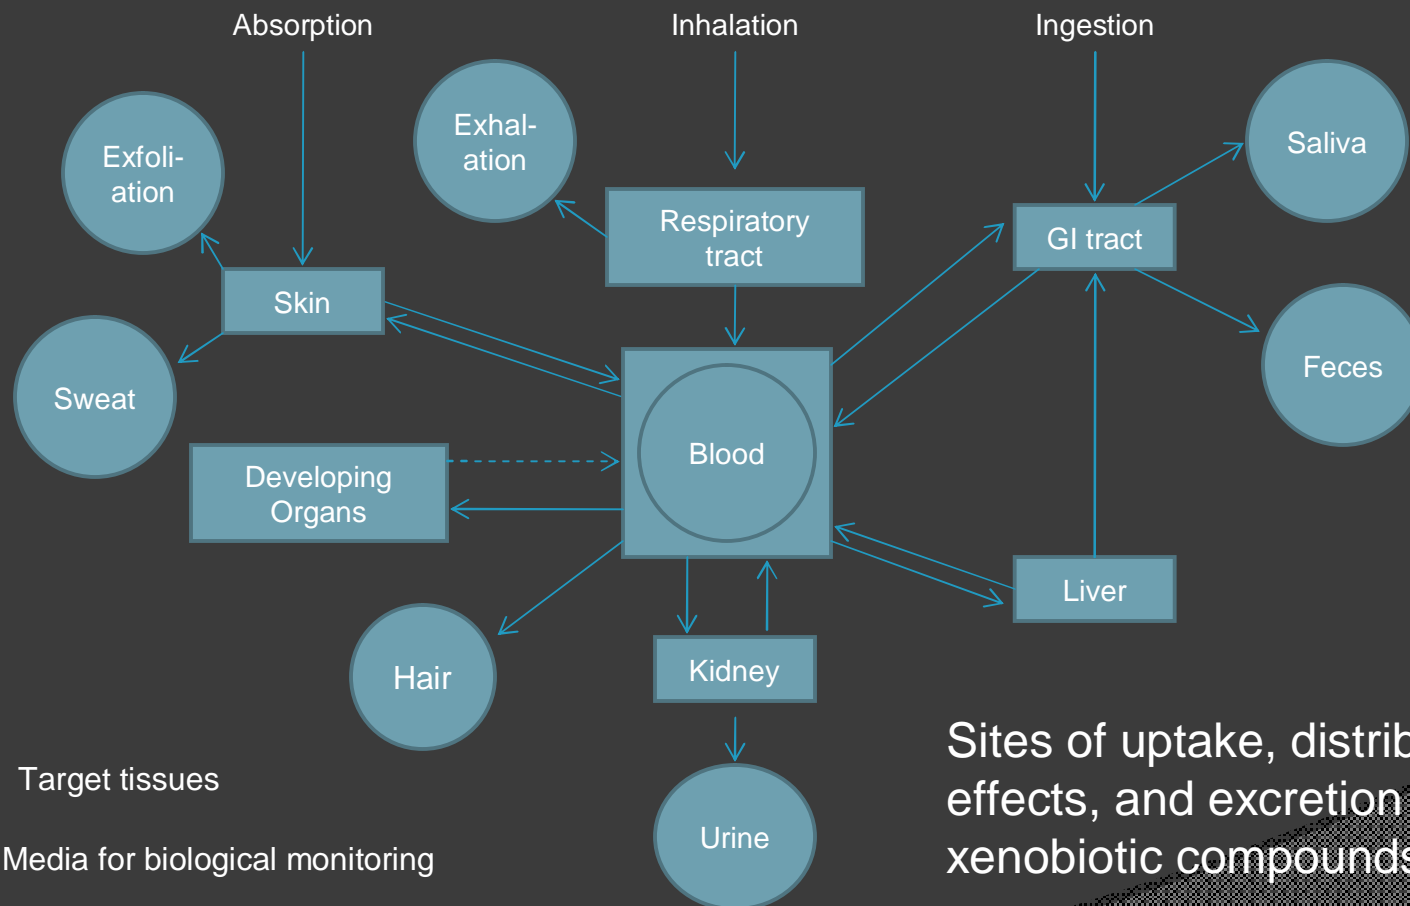 Absorption
Inhalation
Ingestion
Exfoli-
ation
Exhal-
ation
Saliva
Respiratory
tract
GI tract
Skin
Sweat
Feces
Blood
Developing
Organs
Liver
Hair
Kidney
Urine
Target tissues
Media for biological monitoring
Sites of uptake,
effects, and excretion
xenobiotic compounds